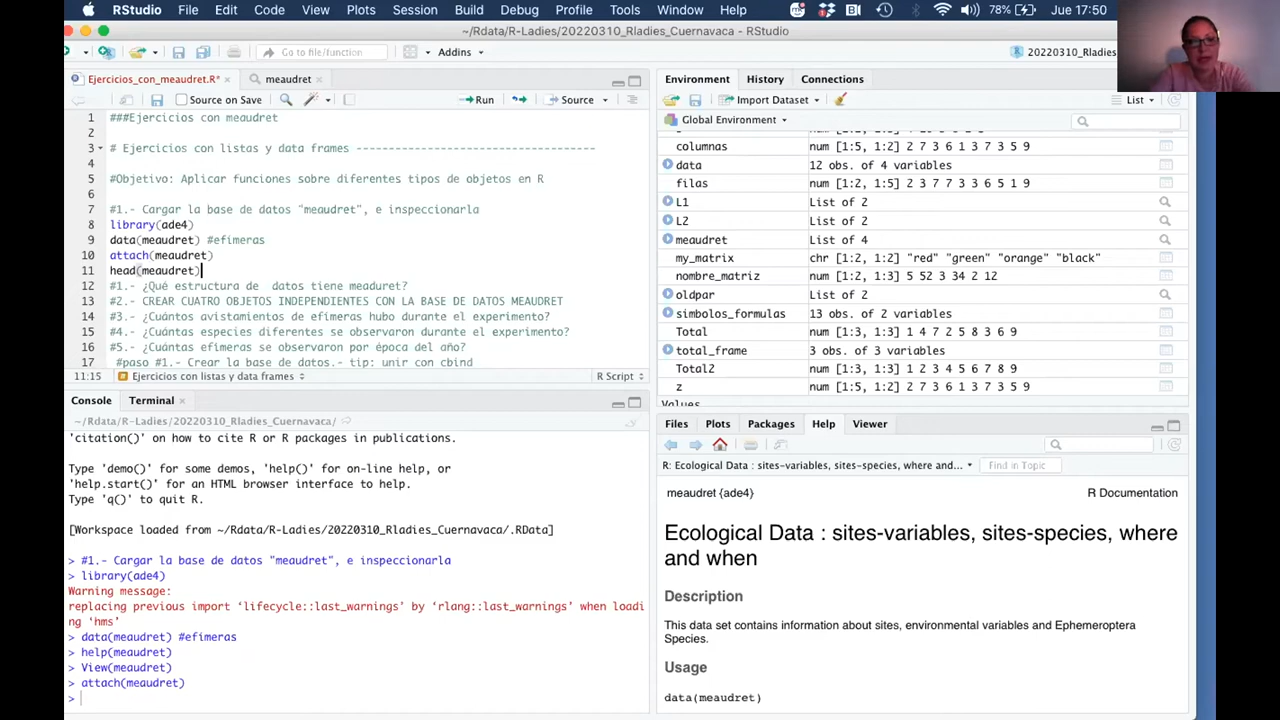 RStudio File Edit Code View Plots Session Build Debug Profile Tools Window Help 78% Jue 17:50
~/Rdata/R-Ladies/20220310_Rladies_Cuernavaca - RStudio
Go to file/function Addins 20220310_Rladies
Ejercicios_con_meaudret.R* meaudret
Source on Save Run Source
1 ###Ejercicios con meaudret
2
3 # Ejercicios con listas y data frames -----------------------------------
4
5 #Objetivo: Aplicar funciones sobre diferentes tipos de objetos en R
6
7 #1.- Cargar la base de datos "meaudret", e inspeccionarla
8 library(ade4)
9 data(meaudret) #efimeras
10 attach(meaudret)
11 head(meaudret)
12 #1.- ¿Qué estructura de  datos tiene meaduret?
13 #2.- CREAR CUATRO OBJETOS INDEPENDIENTES CON LA BASE DE DATOS MEAUDRET
14 #3.- ¿Cuántos avistamientos de efímeras hubo durante el experimento?
15 #4.- ¿Cuántas especies diferentes se observaron durante el experimento?
16 #5.- ¿Cuántas efímeras se observaron por época del año?
17 #paso #1.- Crear la base de datos.- tip: unir con cbind
11:15 Ejercicios con listas y data frames R Script
Console Terminal
~/Rdata/R-Ladies/20220310_Rladies_Cuernavaca/
'citation()' on how to cite R or R packages in publications.
Type 'demo()' for some demos, 'help()' for on-line help, or
'help.start()' for an HTML browser interface to help.
Type 'q()' to quit R.
[Workspace loaded from ~/Rdata/R-Ladies/20220310_Rladies_Cuernavaca/.RData]
> #1.- Cargar la base de datos "meaudret", e inspeccionarla
> library(ade4)
Warning message:
replacing previous import ‘lifecycle::last_warnings’ by ‘rlang::last_warnings’ when loadi
ng ‘hms’
> data(meaudret) #efimeras
> help(meaudret)
> View(meaudret)
> attach(meaudret)
>
Environment History Connections
Import Dataset List
Global Environment
columnas num [1:5, 1:2] 2 7 3 6 1 3 7 3 5 9
data 12 obs. of 4 variables
filas num [1:2, 1:5] 2 3 7 7 3 3 6 5 1 9
L1 List of 2
L2 List of 2
meaudret List of 4
my_matrix chr [1:2, 1:2] "red" "green" "orange" "black"
nombre_matriz num [1:2, 1:3] 5 52 3 34 2 12
oldpar List of 2
simbolos_formulas 13 obs. of 2 variables
Total num [1:3, 1:3] 1 4 7 2 5 8 3 6 9
total_frame 3 obs. of 3 variables
Total2 num [1:3, 1:3] 1 2 3 4 5 6 7 8 9
z num [1:5, 1:2] 2 7 3 6 1 3 7 3 5 9
Values
Files Plots Packages Help Viewer
R: Ecological Data : sites-variables, sites-species, where and... Find in Topic
meaudret {ade4} R Documentation
Ecological Data : sites-variables, sites-species, where
and when
Description
This data set contains information about sites, environmental variables and Ephemeroptera
Species.
Usage
data(meaudret)